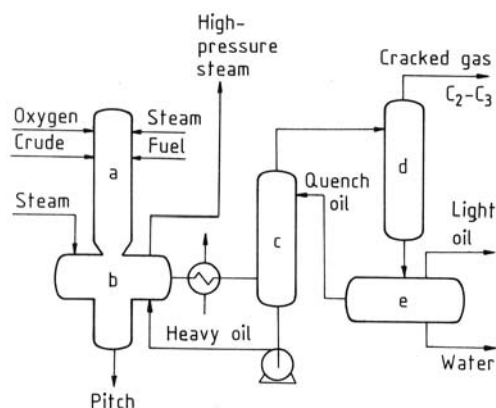 High-
pressure
steam
Cracked gas
C₂–C₃
Oxygen
Steam
Crude
Fuel
a
d
Quench
oil
Steam
Light
oil
c
b
e
Heavy oil
Pitch
Water